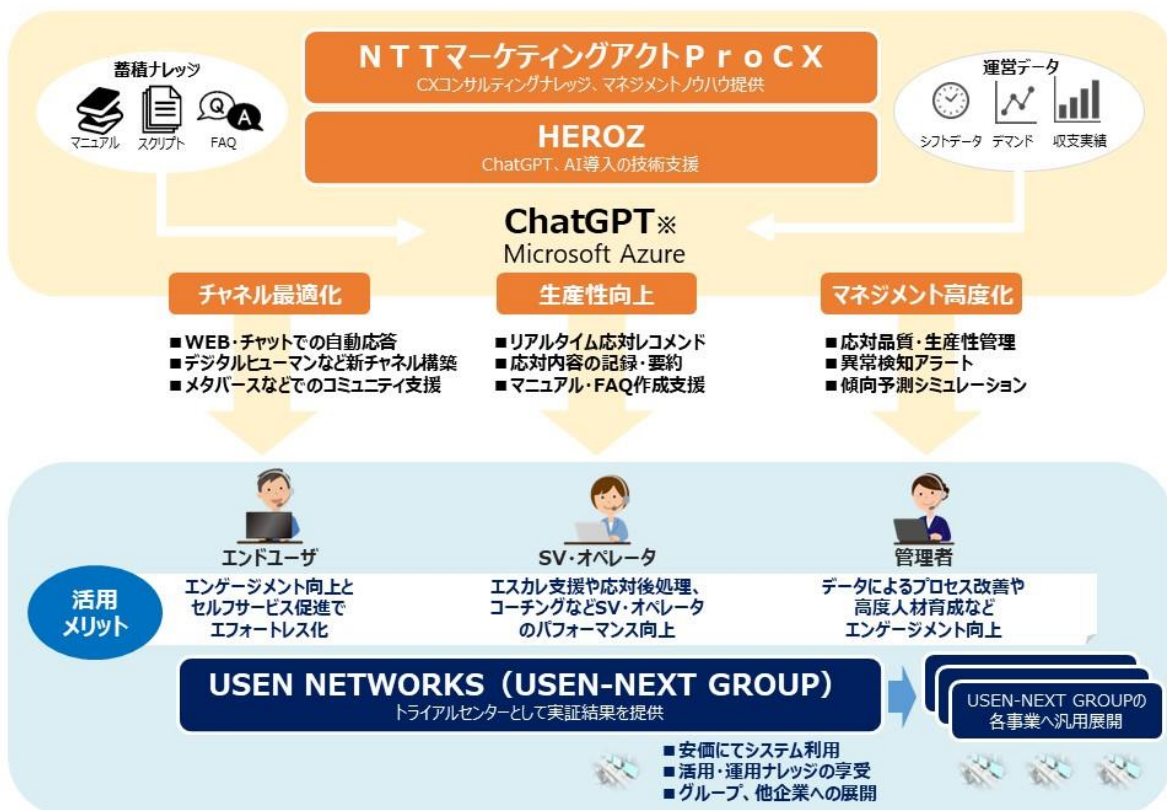 蓄積ナレッジ
マニュアル スクリプト FAQ
Q A
NTTマーケティングアクトProCX
CXコンサルティングナレッジ、マネジメントノウハウ提供
HEROZ
ChatGPT、AI導入の技術支援
運営データ
シフトデータ デマンド 収支実績
ChatGPT※
Microsoft Azure
チャネル最適化
■WEB・チャットでの自動応答
■デジタルヒューマンなど新チャネル構築
■メタバースなどでのコミュニティ支援
生産性向上
■リアルタイム応対レコメンド
■応対内容の記録・要約
■マニュアル・FAQ作成支援
マネジメント高度化
■応対品質・生産性管理
■異常検知アラート
■傾向予測シミュレーション
活用
メリット
エンドユーザ
エンゲージメント向上と
セルフサービス促進で
エフォートレス化
SV・オペレータ
エスカレ支援や応対後処理、
コーチングなどSV・オペレータ
のパフォーマンス向上
管理者
データによるプロセス改善や
高度人材育成など
エンゲージメント向上
USEN NETWORKS（USEN-NEXT GROUP）
トライアルセンターとして実証結果を提供
USEN-NEXT GROUPの
各事業へ汎用展開
■安価にてシステム利用
■活用・運用ナレッジの享受
■グループ、他企業への展開